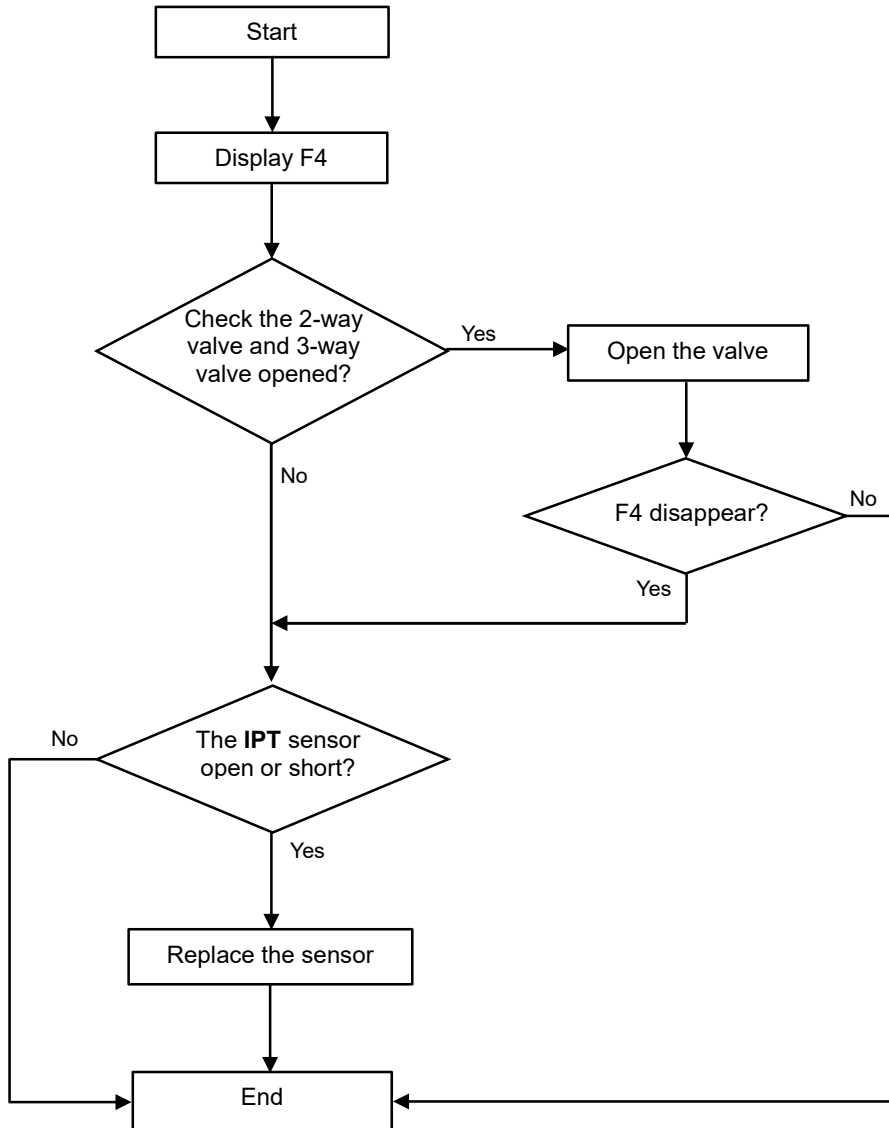 Start
Display F4
Check the 2-way
valve and 3-way
valve opened?
Yes
Open the valve
No
F4 disappear?
No
Yes
No
The IPT sensor
open or short?
Yes
Replace the sensor
End